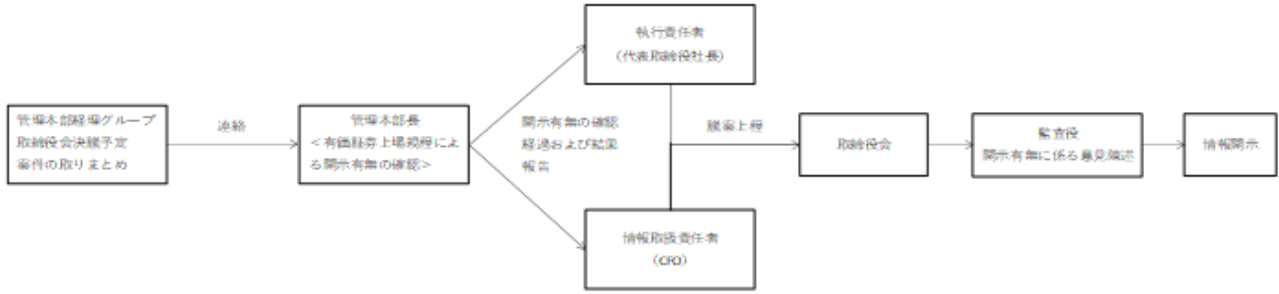 管理本部経理グループ
取締役会決議予定
案件の取りまとめ
連絡
管理本部長
＜有価証券上場規程によ
る開示有無の確認＞
開示有無の確認
経過および結果
報告
執行責任者
（代表取締役社長）
情報取扱責任者
（CFO）
議案上程
取締役会
監査役
開示有無に係る意見陳述
情報開示